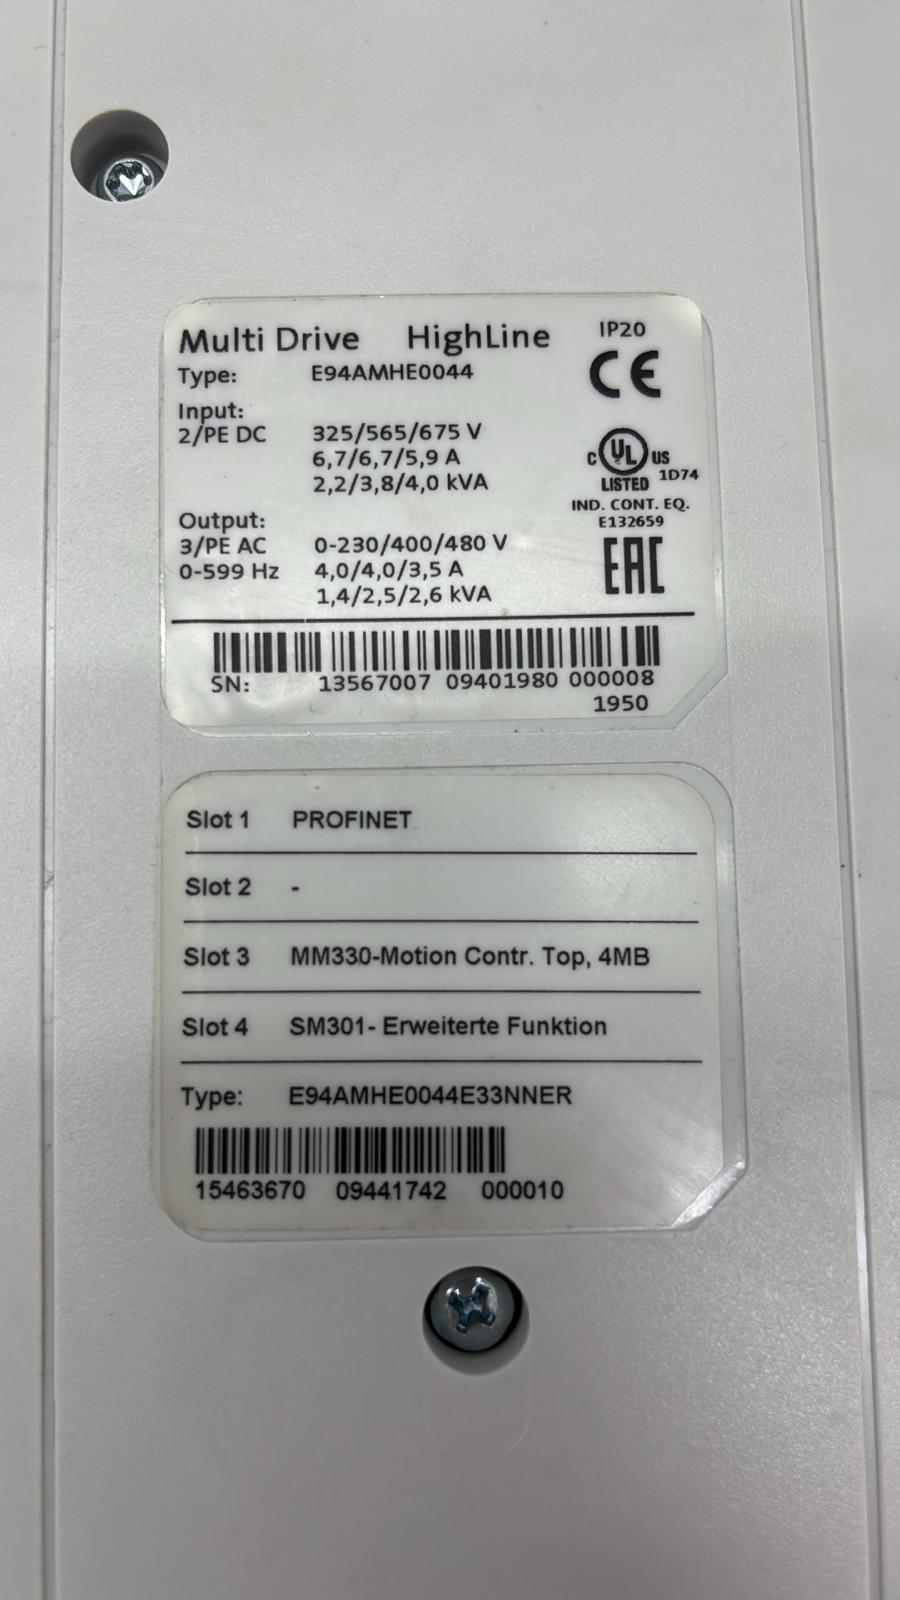 Multi Drive HighLine IP20
Type: E94AMHE0044
CE
Input:
2/PE DC 325/565/675 V
6,7/6,7/5,9 A
2,2/3,8/4,0 kVA
C UL US
LISTED 1D74
IND. CONT. EQ.
E132659
Output:
3/PE AC 0-230/400/480 V
0-599 Hz 4,0/4,0/3,5 A
1,4/2,5/2,6 kVA
EAC
SN: 13567007 09401980 000008
1950
Slot 1 PROFINET
Slot 2 -
Slot 3 MM330-Motion Contr. Top, 4MB
Slot 4 SM301- Erweiterte Funktion
Type: E94AMHE0044E33NNER
15463670 09441742 000010